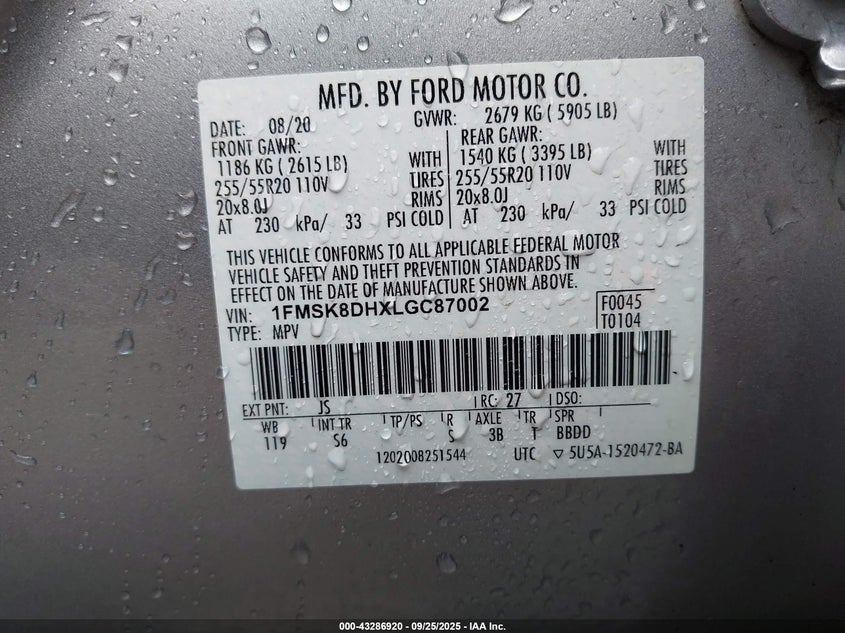 MFD. BY FORD MOTOR CO.
DATE: 08/20 GVWR: 2679 KG ( 5905 LB)
FRONT GAWR: REAR GAWR:
1186 KG ( 2615 LB) WITH 1540 KG ( 3395 LB) WITH
255/55R20 110V TIRES 255/55R20 110V TIRES
20x8.0J RIMS 20x8.0J RIMS
AT 230 kPa/ 33 PSI COLD AT 230 kPa/ 33 PSI COLD
THIS VEHICLE CONFORMS TO ALL APPLICABLE FEDERAL MOTOR
VEHICLE SAFETY AND THEFT PREVENTION STANDARDS IN
EFFECT ON THE DATE OF MANUFACTURE SHOWN ABOVE.
VIN: 1FMSK8DHXLGC87002 F0045
TYPE: MPV T0104
EXT PNT: JS RC: 27 DSO:
WB INT TR TP/PS R AXLE TR SPR
119 S6 S 3B T BBDD
1202008251544 UTC ▽ 5U5A-1520472-BA
000-43286920 - 09/25/2025 - IAA Inc.